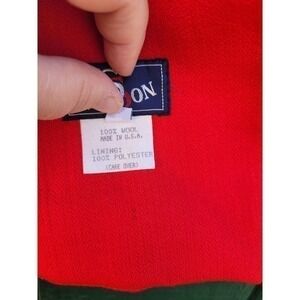 ON
100% WOOL
MADE IN U.S.A.
LINING:
100% POLYESTER
(CARE OVER)